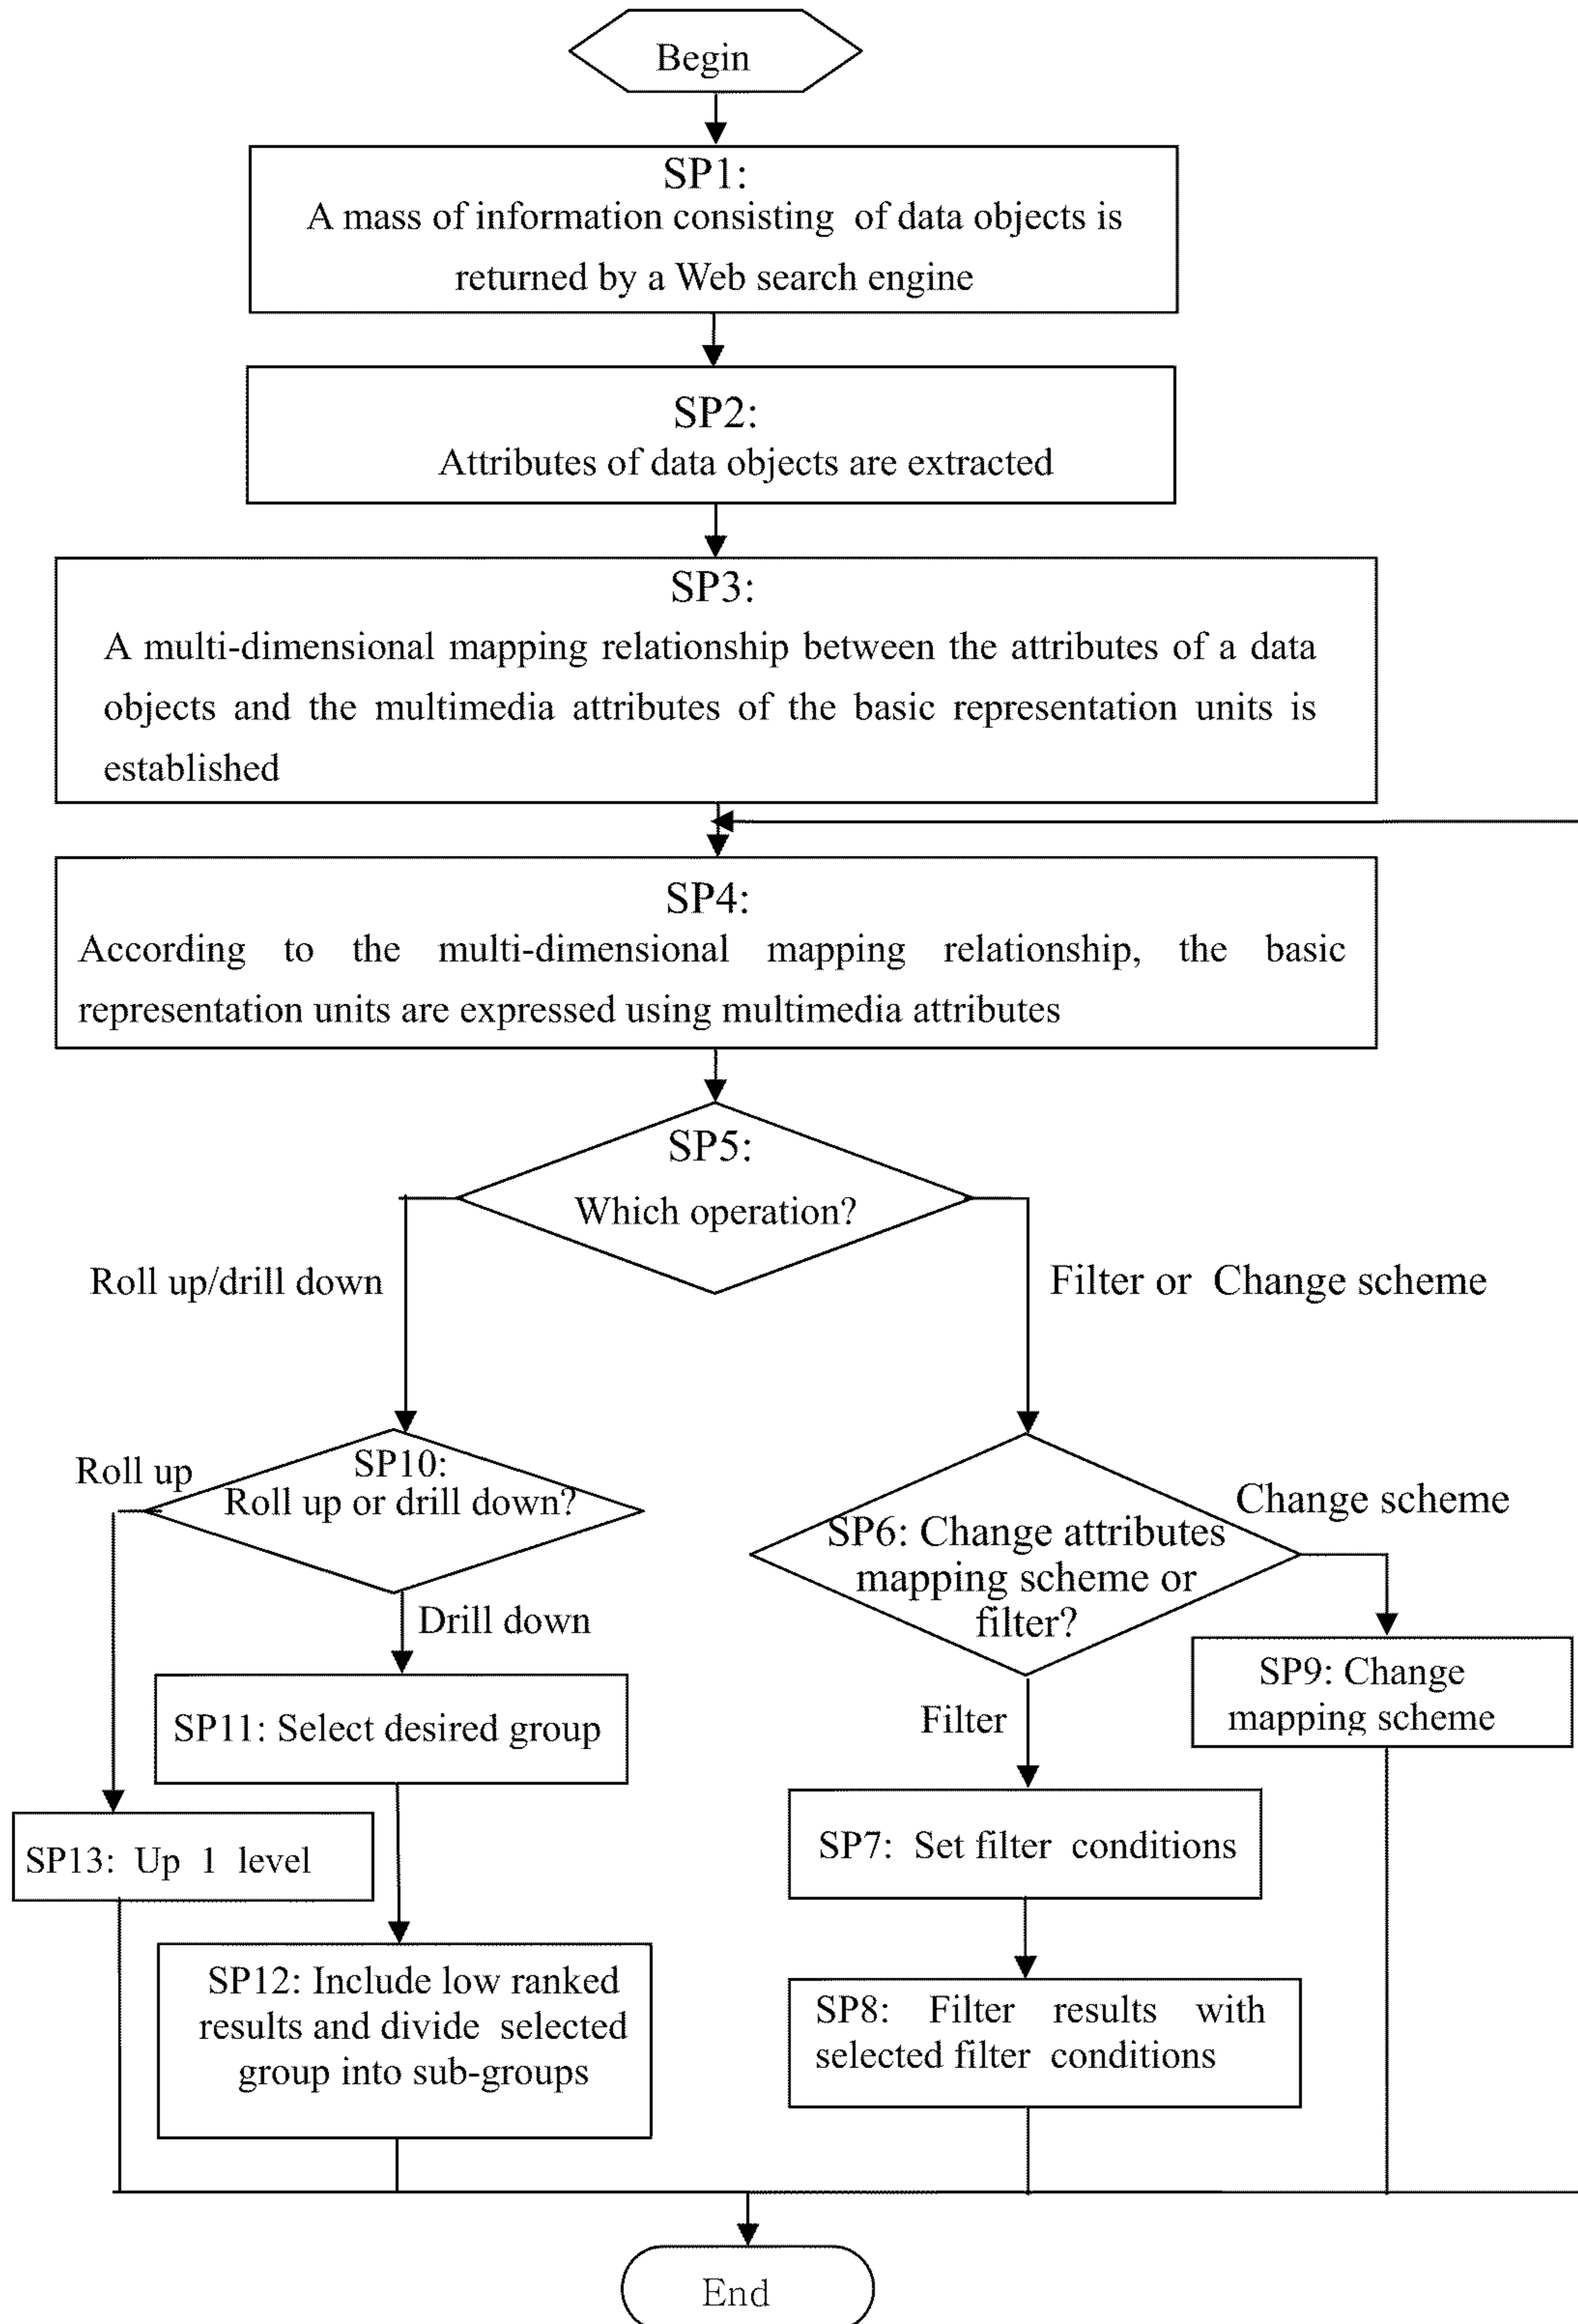 Begin
SP1:
A mass of information consisting of data objects is
returned by a Web search engine
SP2:
Attributes of data objects are extracted
SP3:
A multi-dimensional mapping relationship between the attributes of a data
objects and the multimedia attributes of the basic representation units is
established
SP4:
According to the multi-dimensional mapping relationship, the basic
representation units are expressed using multimedia attributes
SP5:
Which operation?
Roll up/drill down
Filter or Change scheme
Roll up
SP10:
Roll up or drill down?
Drill down
SP11: Select desired group
SP13: Up 1 level
SP12: Include low ranked
results and divide selected
group into sub-groups
Change scheme
SP6: Change attributes
mapping scheme or
filter?
SP9: Change
mapping scheme
Filter
SP7: Set filter conditions
SP8: Filter results with
selected filter conditions
End